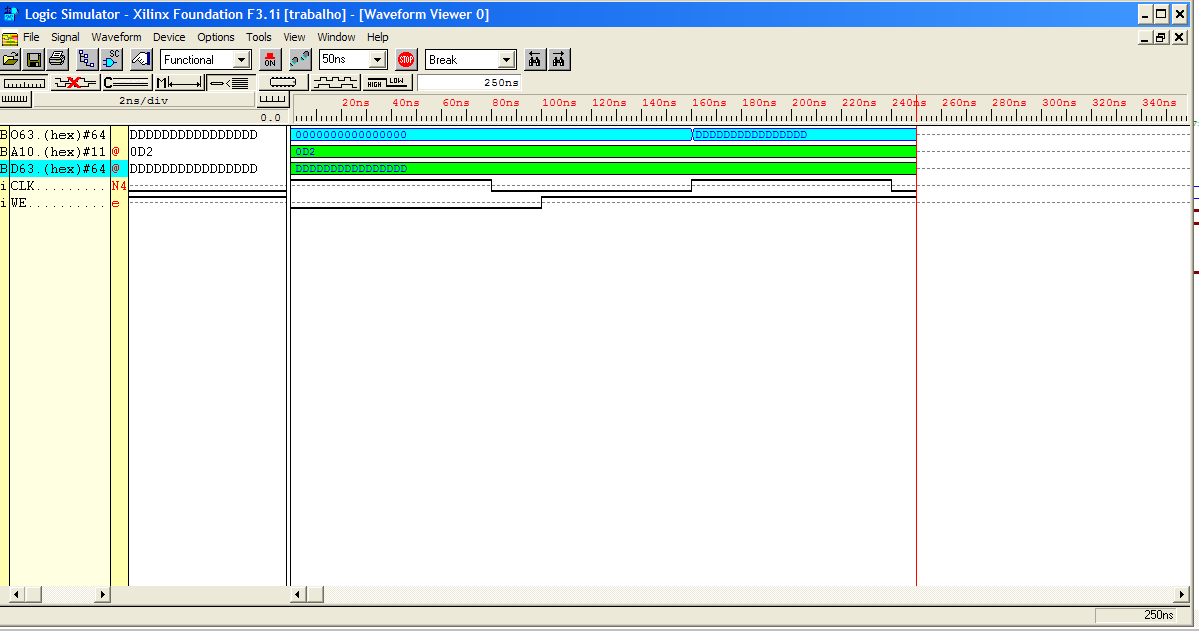 Logic Simulator - Xilinx Foundation F3.1i [trabalho] - [Waveform Viewer 0]
File Signal Waveform Device Options Tools View Window Help
SC Functional ON 50ns STOP Break
C M HIGH LOW 250ns
2ns/div
20ns 40ns 60ns 80ns 100ns 120ns 140ns 160ns 180ns 200ns 220ns 240ns 260ns 280ns 300ns 320ns 340ns
0.0
B O63.(hex)#64 DDDDDDDDDDDDDDDD 0000000000000000 DDDDDDDDDDDDDDDD
B A10.(hex)#11 @ 0D2 0D2
B D63.(hex)#64 @ DDDDDDDDDDDDDDDD DDDDDDDDDDDDDDDD
i CLK......... N4
i WE.......... e
250ns